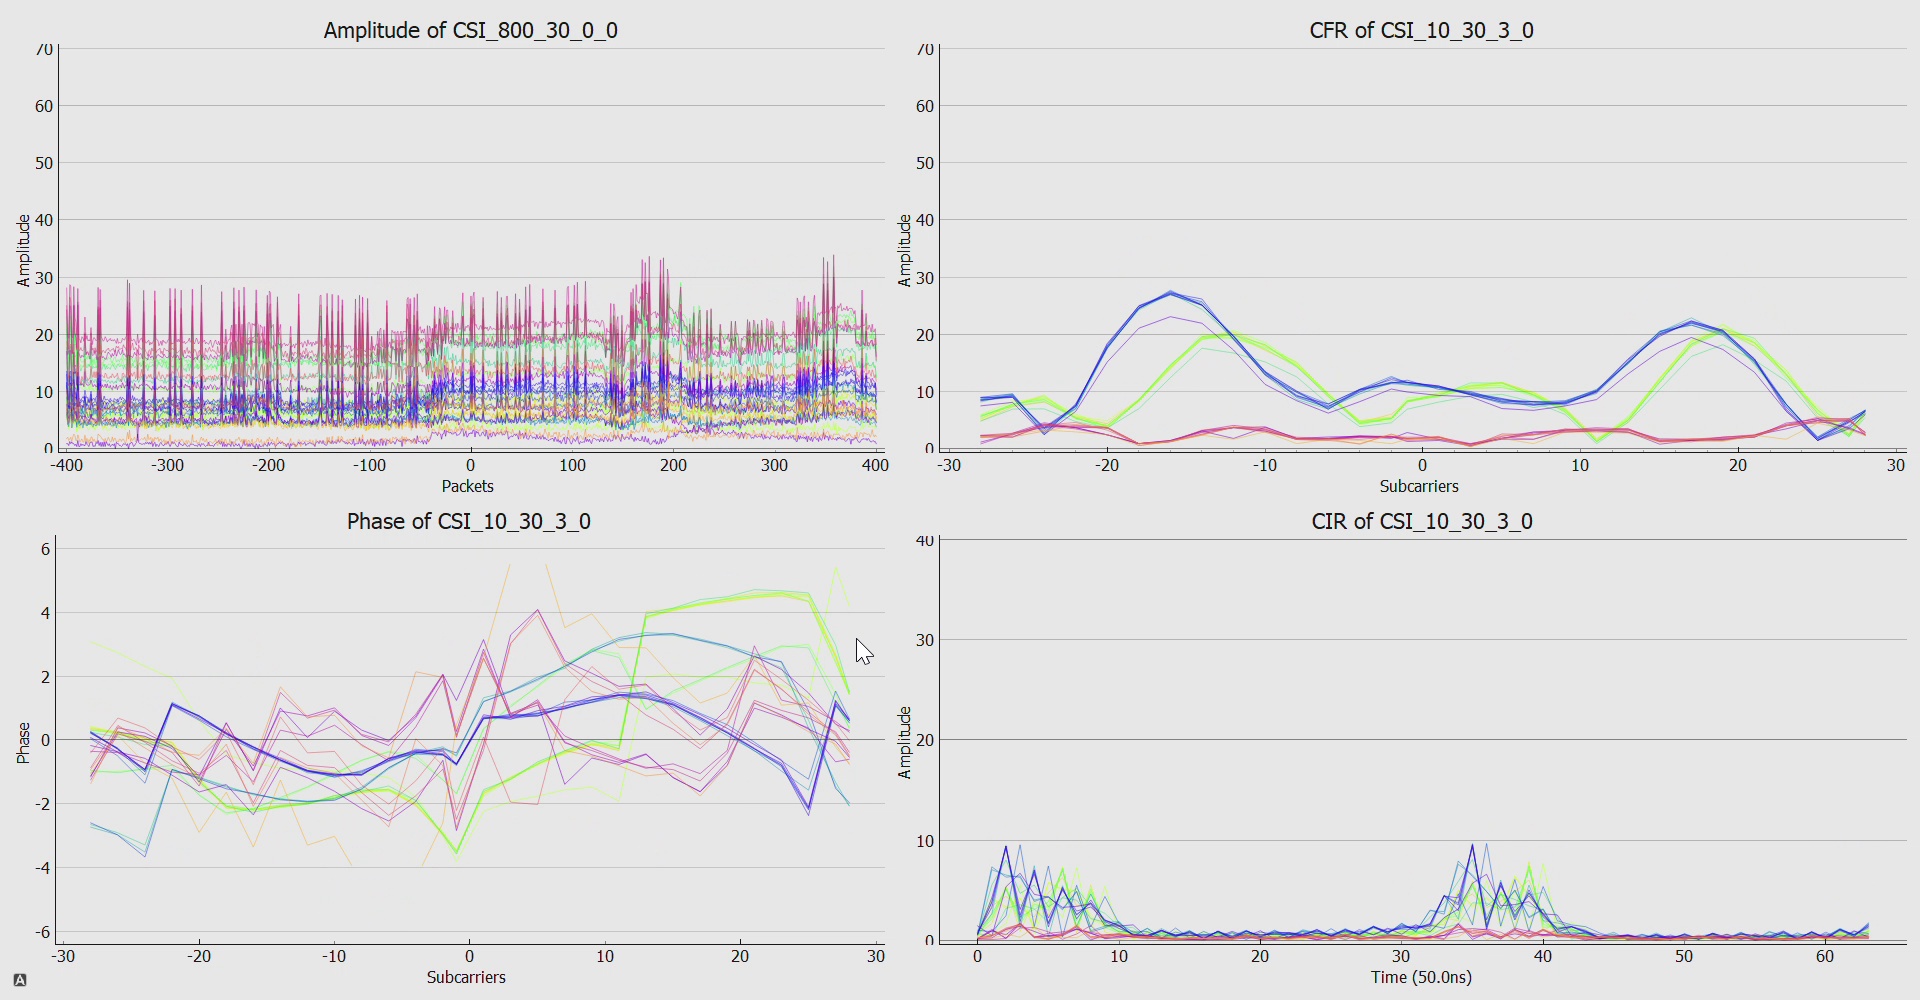 Amplitude of CSI_800_30_0_0
70
60
50
40
30
20
10
0
Amplitude
-400 -300 -200 -100 0 100 200 300 400
Packets
CFR of CSI_10_30_3_0
70
60
50
40
30
20
10
0
Amplitude
-30 -20 -10 0 10 20 30
Subcarriers
Phase of CSI_10_30_3_0
6
4
2
0
-2
-4
-6
Phase
-30 -20 -10 0 10 20 30
Subcarriers
A
CIR of CSI_10_30_3_0
40
30
20
10
0
Amplitude
0 10 20 30 40 50 60
Time (50.0ns)